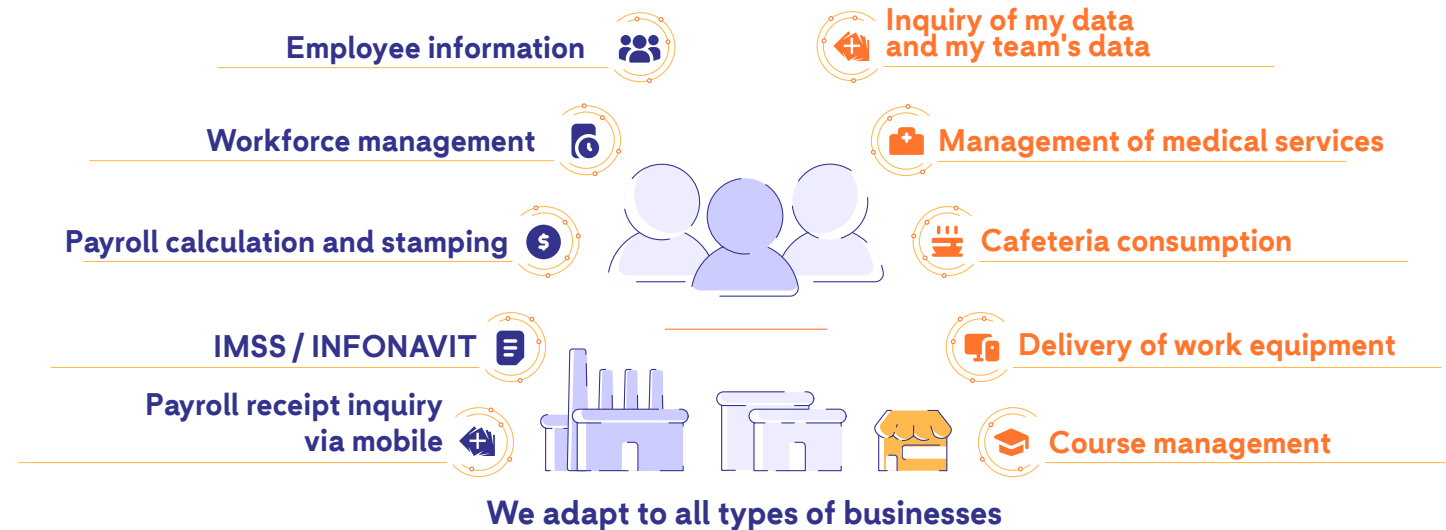 Employee information
Workforce management
Payroll calculation and stamping
IMSS / INFONAVIT
Payroll receipt inquiry
via mobile
Inquiry of my data
and my team's data
Management of medical services
Cafeteria consumption
Delivery of work equipment
Course management
We adapt to all types of businesses